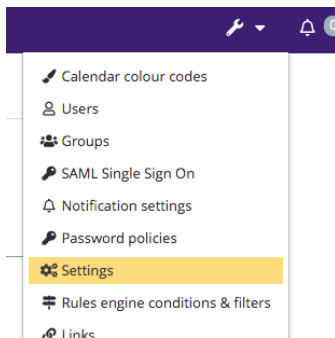 Calendar colour codes
Users
Groups
SAML Single Sign On
Notification settings
Password policies
Settings
Rules engine conditions & filters
Links